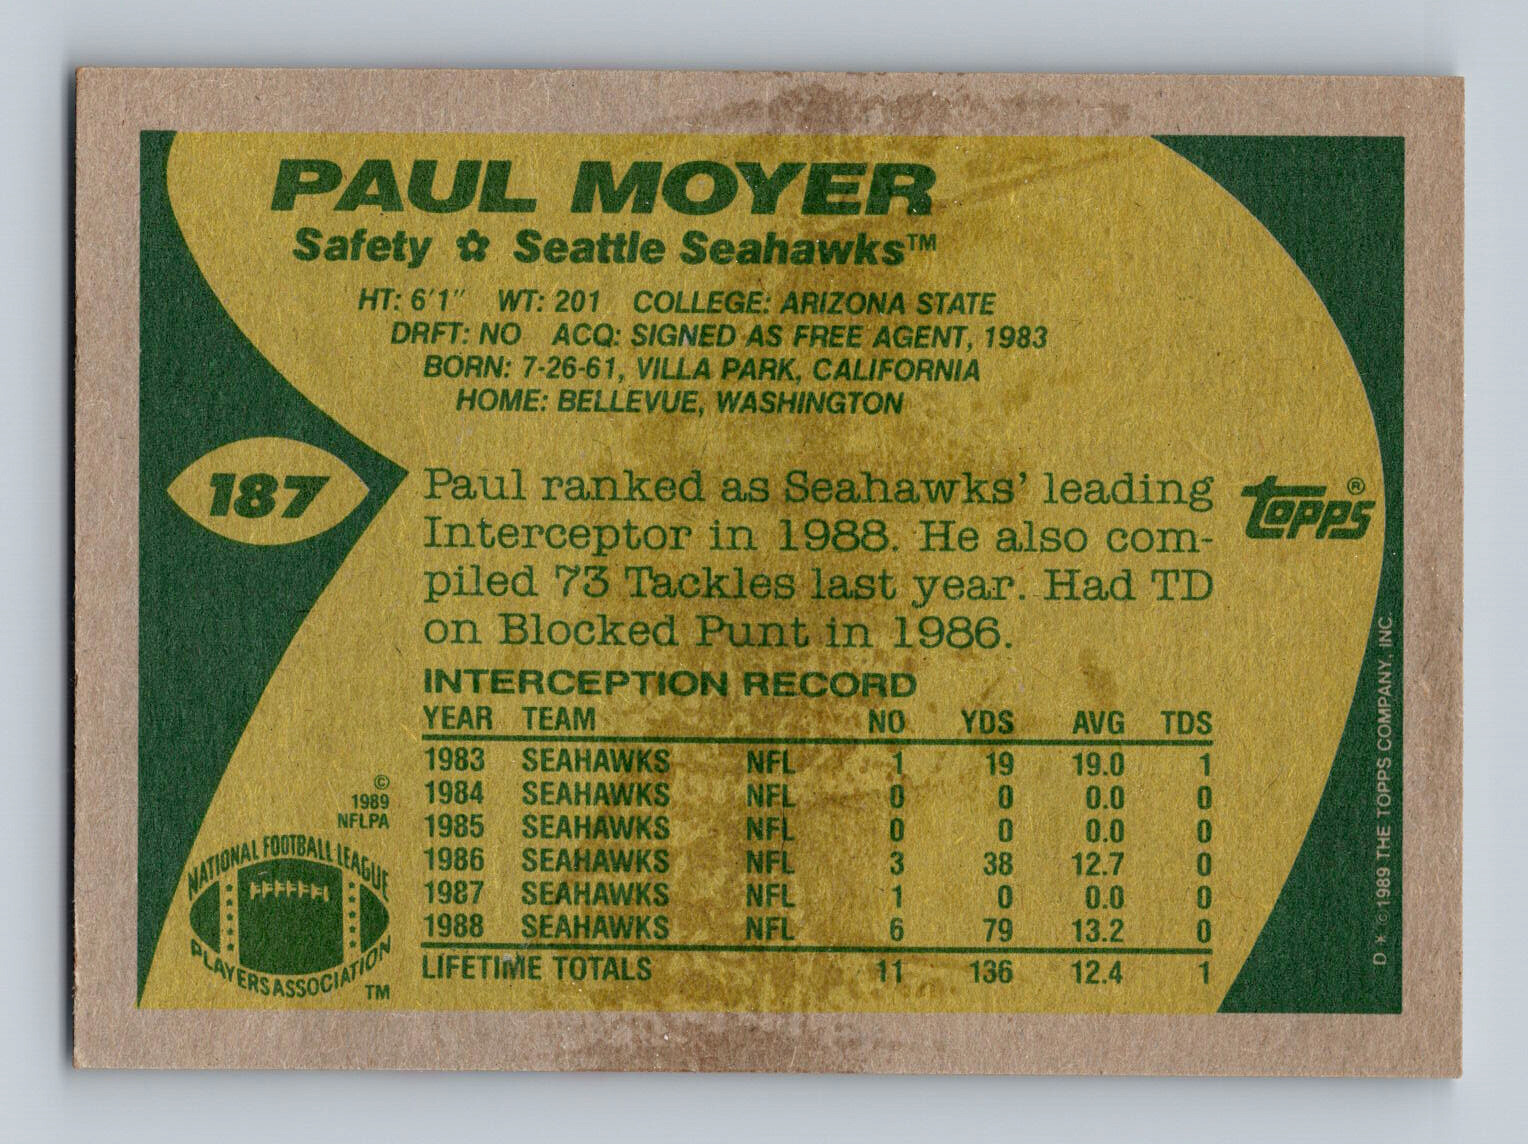 PAUL MOYER
Safety ✿ Seattle Seahawks™
HT: 6'1" WT: 201 COLLEGE: ARIZONA STATE
DRFT: NO ACQ: SIGNED AS FREE AGENT, 1983
BORN: 7-26-61, VILLA PARK, CALIFORNIA
HOME: BELLEVUE, WASHINGTON
187
Paul ranked as Seahawks' leading
Interceptor in 1988. He also com-
piled 73 Tackles last year. Had TD
on Blocked Punt in 1986.
topps®
INTERCEPTION RECORD
YEAR TEAM NO YDS AVG TDS
1983 SEAHAWKS NFL 1 19 19.0 1
1984 SEAHAWKS NFL 0 0 0.0 0
1985 SEAHAWKS NFL 0 0 0.0 0
1986 SEAHAWKS NFL 3 38 12.7 0
1987 SEAHAWKS NFL 1 0 0.0 0
1988 SEAHAWKS NFL 6 79 13.2 0
LIFETIME TOTALS 11 136 12.4 1
©
1989
NFLPA
NATIONAL FOOTBALL LEAGUE
PLAYERS ASSOCIATION
™
D * © 1989 THE TOPPS COMPANY, INC.